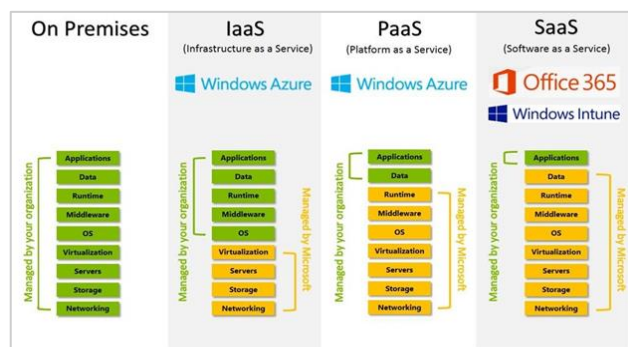 On Premises
IaaS
(Infrastructure as a Service)
Windows Azure
PaaS
(Platform as a Service)
Windows Azure
SaaS
(Software as a Service)
Office 365
Windows Intune
Managed by your organization
Applications
Data
Runtime
Middleware
OS
Virtualization
Servers
Storage
Networking
Managed by your organization
Applications
Data
Runtime
Middleware
OS
Virtualization
Servers
Storage
Networking
Managed by Microsoft
Managed by your organization
Applications
Data
Runtime
Middleware
OS
Virtualization
Servers
Storage
Networking
Managed by Microsoft
Managed by your organization
Applications
Data
Runtime
Middleware
OS
Virtualization
Servers
Storage
Networking
Managed by Microsoft